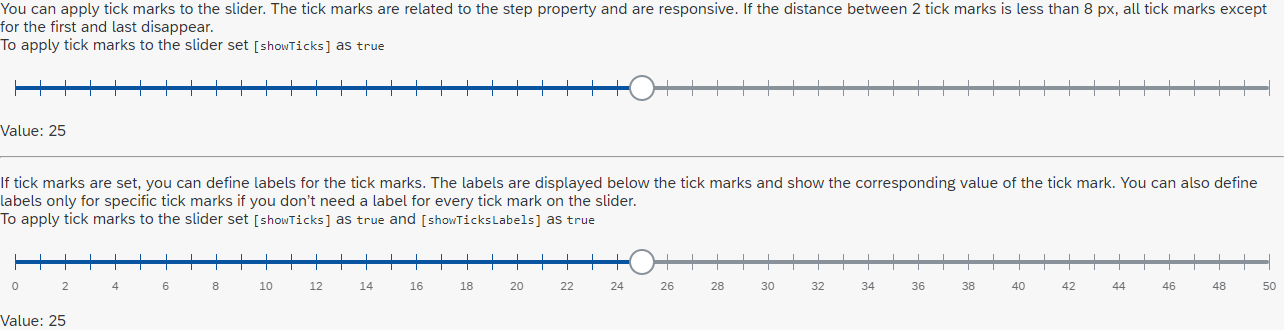 You can apply tick marks to the slider. The tick marks are related to the step property and are responsive. If the distance between 2 tick marks is less than 8 px, all tick marks except
for the first and last disappear.
To apply tick marks to the slider set [showTicks] as true
Value: 25
If tick marks are set, you can define labels for the tick marks. The labels are displayed below the tick marks and show the corresponding value of the tick mark. You can also define
labels only for specific tick marks if you don’t need a label for every tick mark on the slider.
To apply tick marks to the slider set [showTicks] as true and [showTicksLabels] as true
0 2 4 6 8 10 12 14 16 18 20 22 24 26 28 30 32 34 36 38 40 42 44 46 48 50
Value: 25